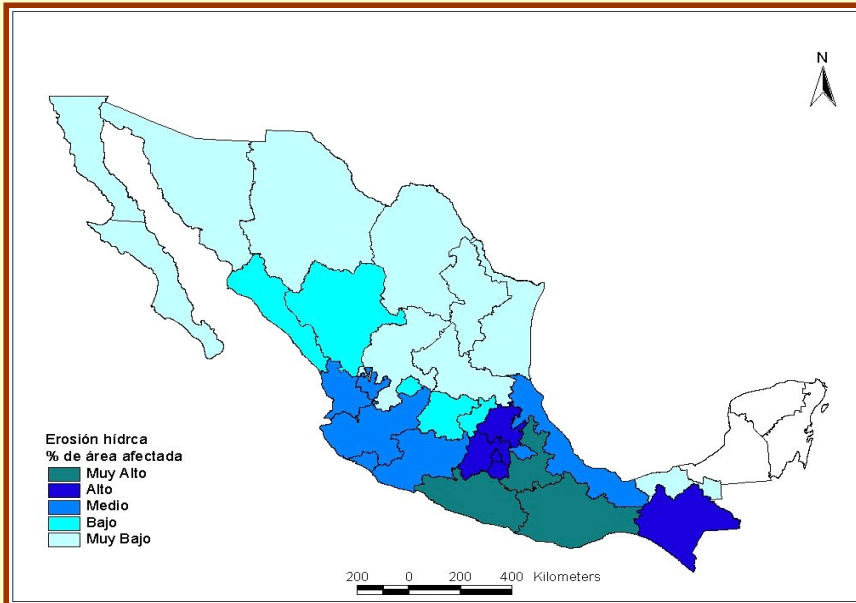 N
Erosión hídrca
% de área afectada
Muy Alto
Alto
Medio
Bajo
Muy Bajo
200 0 200 400 Kilometers